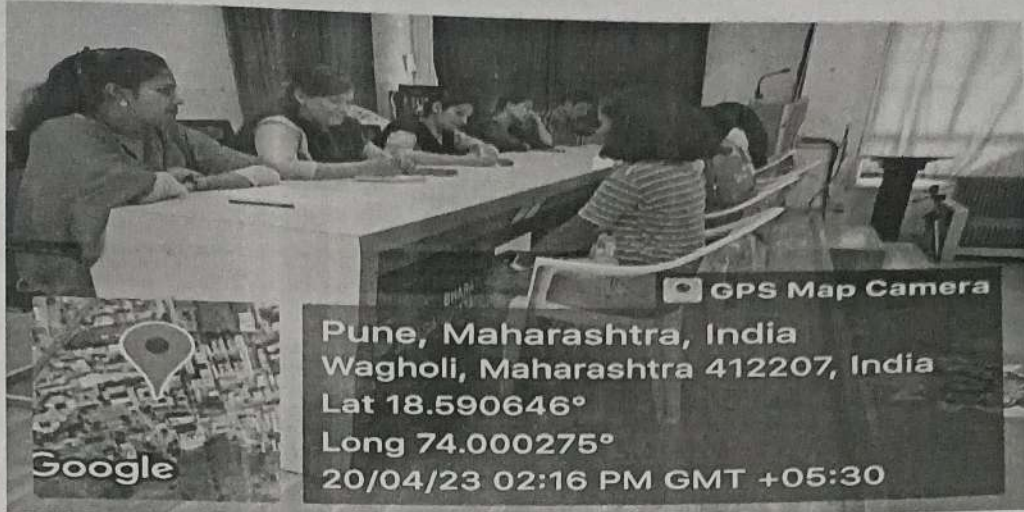 GPS Map Camera
Pune, Maharashtra, India
Wagholi, Maharashtra 412207, India
Lat 18.590646°
Long 74.000275°
20/04/23 02:16 PM GMT +05:30
Google